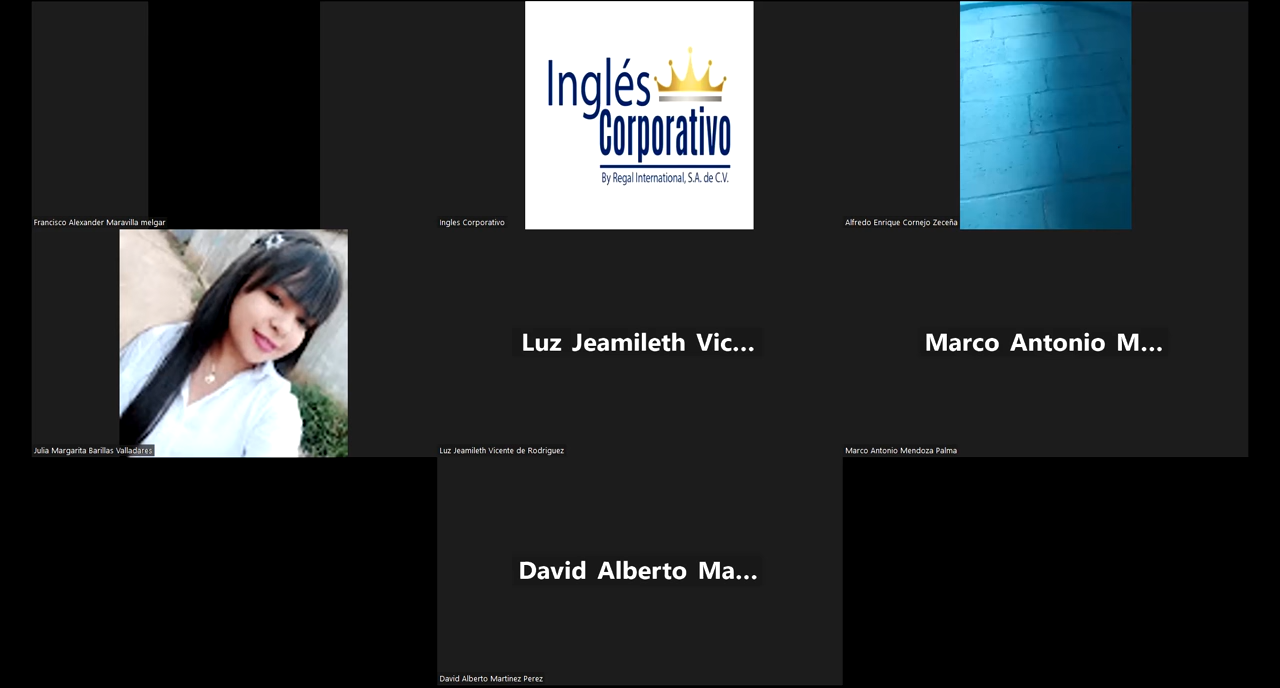 Inglés
Corporativo
By Regal International, S.A. de C.V.
Francisco Alexander Maravilla melgar
Ingles Corporativo
Alfredo Enrique Cornejo Zeceña
Luz Jeamileth Vic...
Marco Antonio M...
Julia Margarita Barillas Valladares
Luz Jeamileth Vicente de Rodriguez
Marco Antonio Mendoza Palma
David Alberto Ma...
David Alberto Martinez Perez